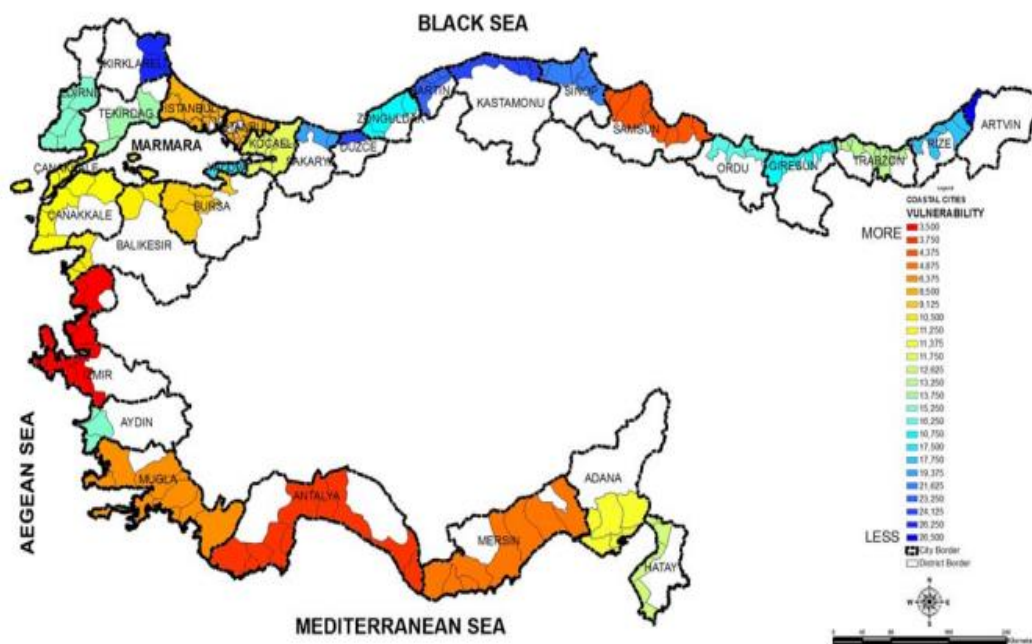 BLACK SEA
KIRKLARELİ
EDİRNE
TEKİRDAĞ
İSTANBUL
MARMARA
KOCAELİ
SAKARYA
DÜZCE
ZONGULDAK
BARTIN
KASTAMONU
SİNOP
SAMSUN
ORDU
GİRESUN
TRABZON
RİZE
ARTVİN
ÇANAKKALE
ÇANAKKALE
BURSA
BALIKESİR
İZMİR
AYDIN
MUĞLA
ANTALYA
MERSİN
ADANA
HATAY
AEGEAN SEA
MEDITERRANEAN SEA
Legend
COASTAL CITIES
VULNERABILITY
MORE
3,500
3,750
4,375
4,875
6,375
8,500
9,125
10,500
11,250
11,375
11,750
12,625
13,250
13,750
15,250
16,250
16,750
17,500
17,750
19,375
21,625
23,250
24,125
26,250
26,500
LESS
City Border
District Border
N
W
E
S